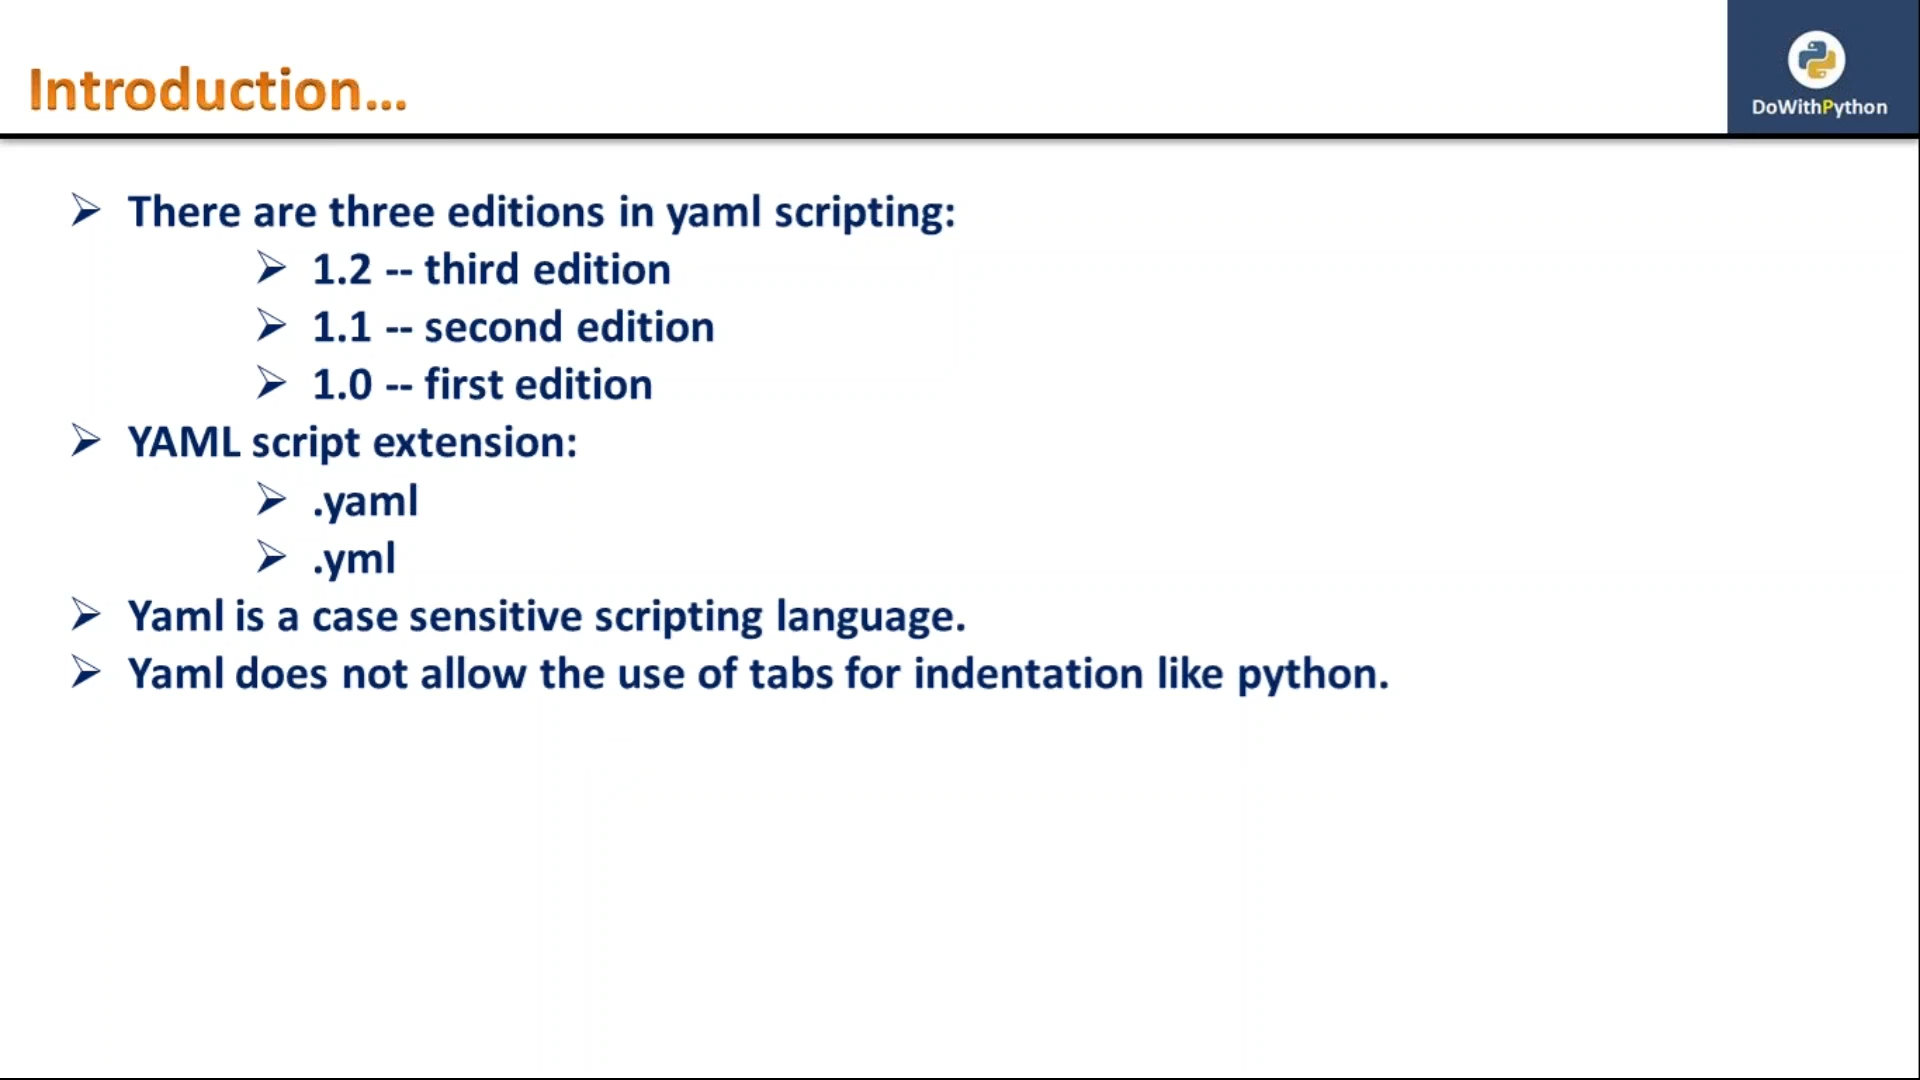 Introduction...
DoWithPython
➢ There are three editions in yaml scripting:
➢ 1.2 -- third edition
➢ 1.1 -- second edition
➢ 1.0 -- first edition
➢ YAML script extension:
➢ .yaml
➢ .yml
➢ Yaml is a case sensitive scripting language.
➢ Yaml does not allow the use of tabs for indentation like python.